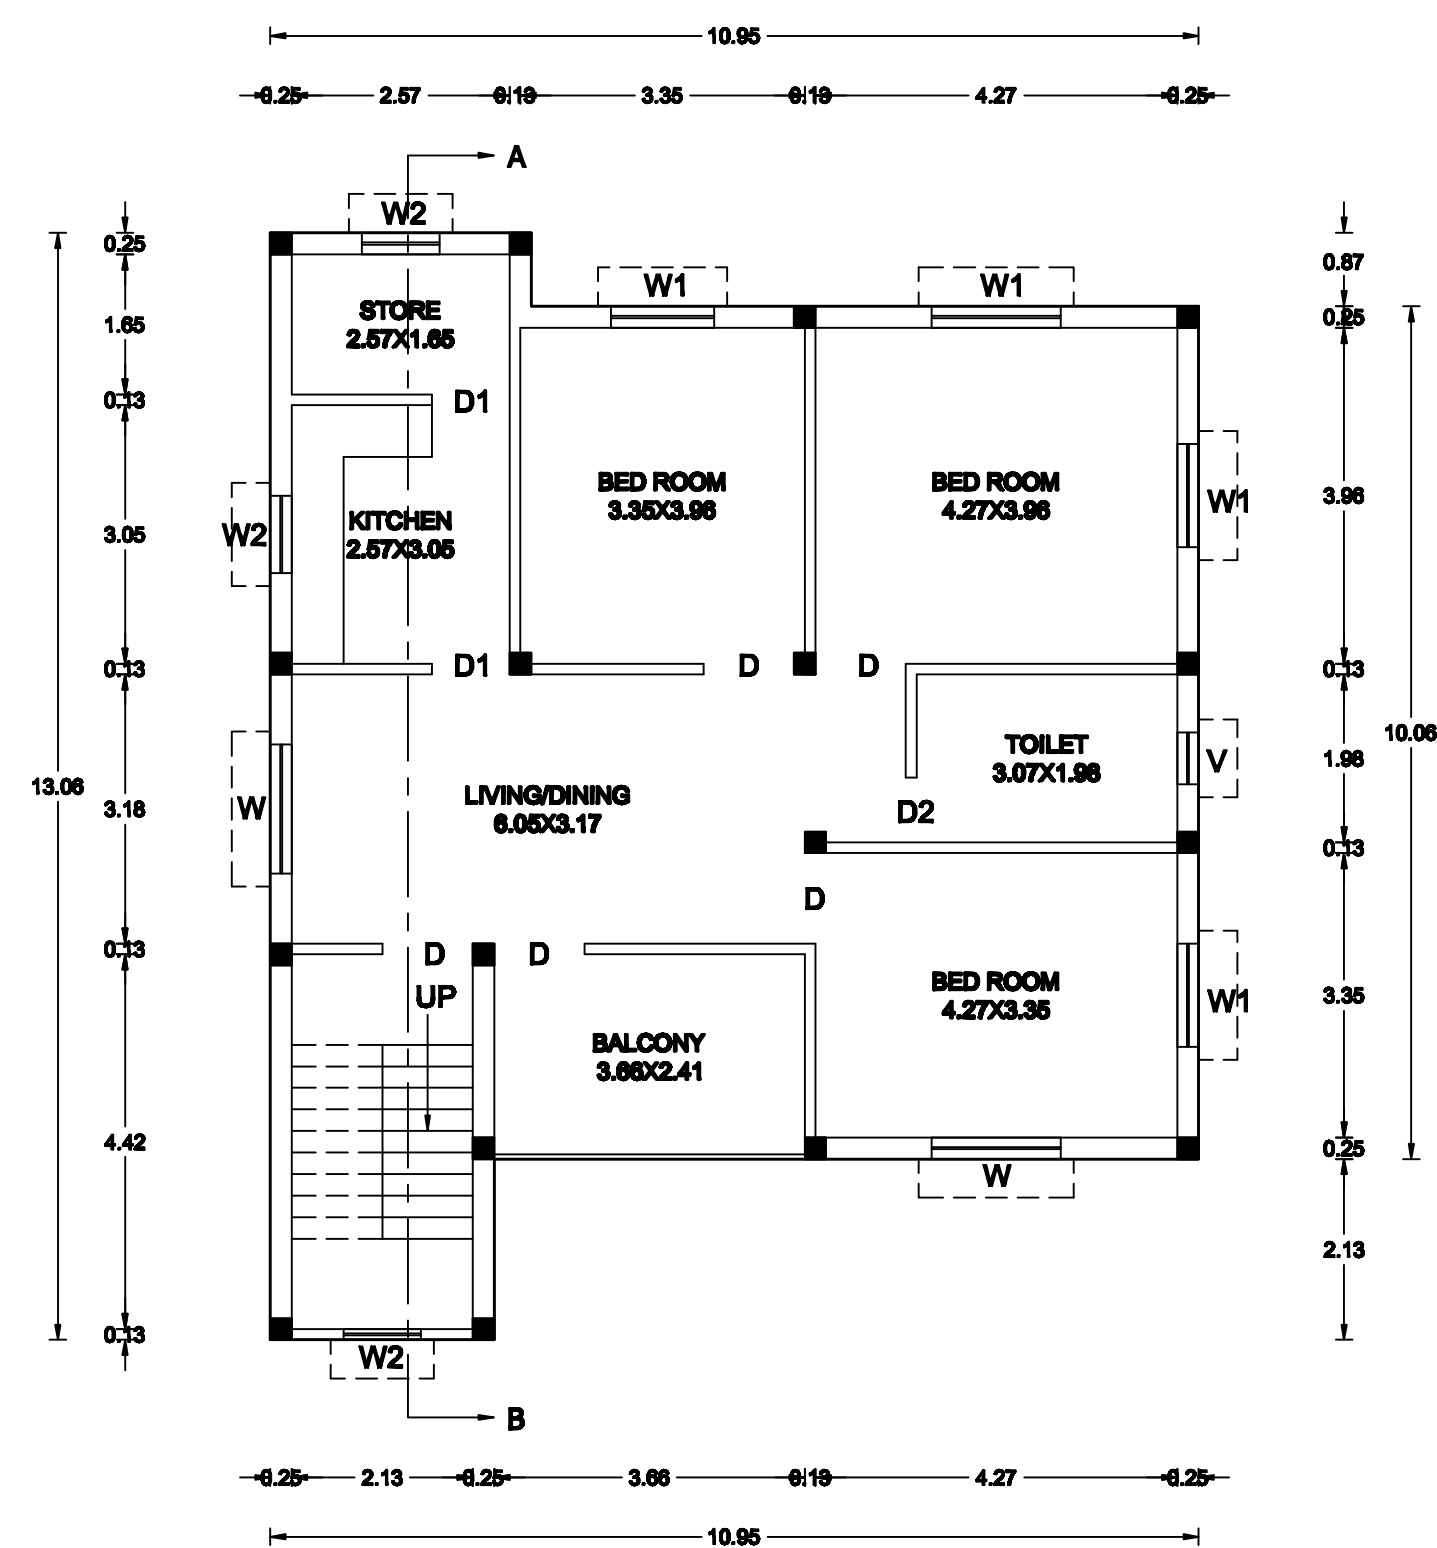 10.95
0.25 2.57 0.13 3.35 0.13 4.27 0.25
A
W2
0.25
0.87
W1 W1
STORE
2.57X1.65
1.65
0.25
0.13
D1
BED ROOM
3.35X3.96
BED ROOM
4.27X3.96
3.96
W1
W2
KITCHEN
2.57X3.05
3.05
0.13
D1 D D
0.13
TOILET
3.07X1.98
V
1.98
10.06
13.06
3.18
W
LIVING/DINING
6.05X3.17
D2
0.13
D
0.13
D D
UP
BED ROOM
4.27X3.35
W1
3.35
BALCONY
3.66X2.41
4.42
0.25
W
2.13
0.13
W2
B
0.25 2.13 0.25 3.66 0.13 4.27 0.25
10.95